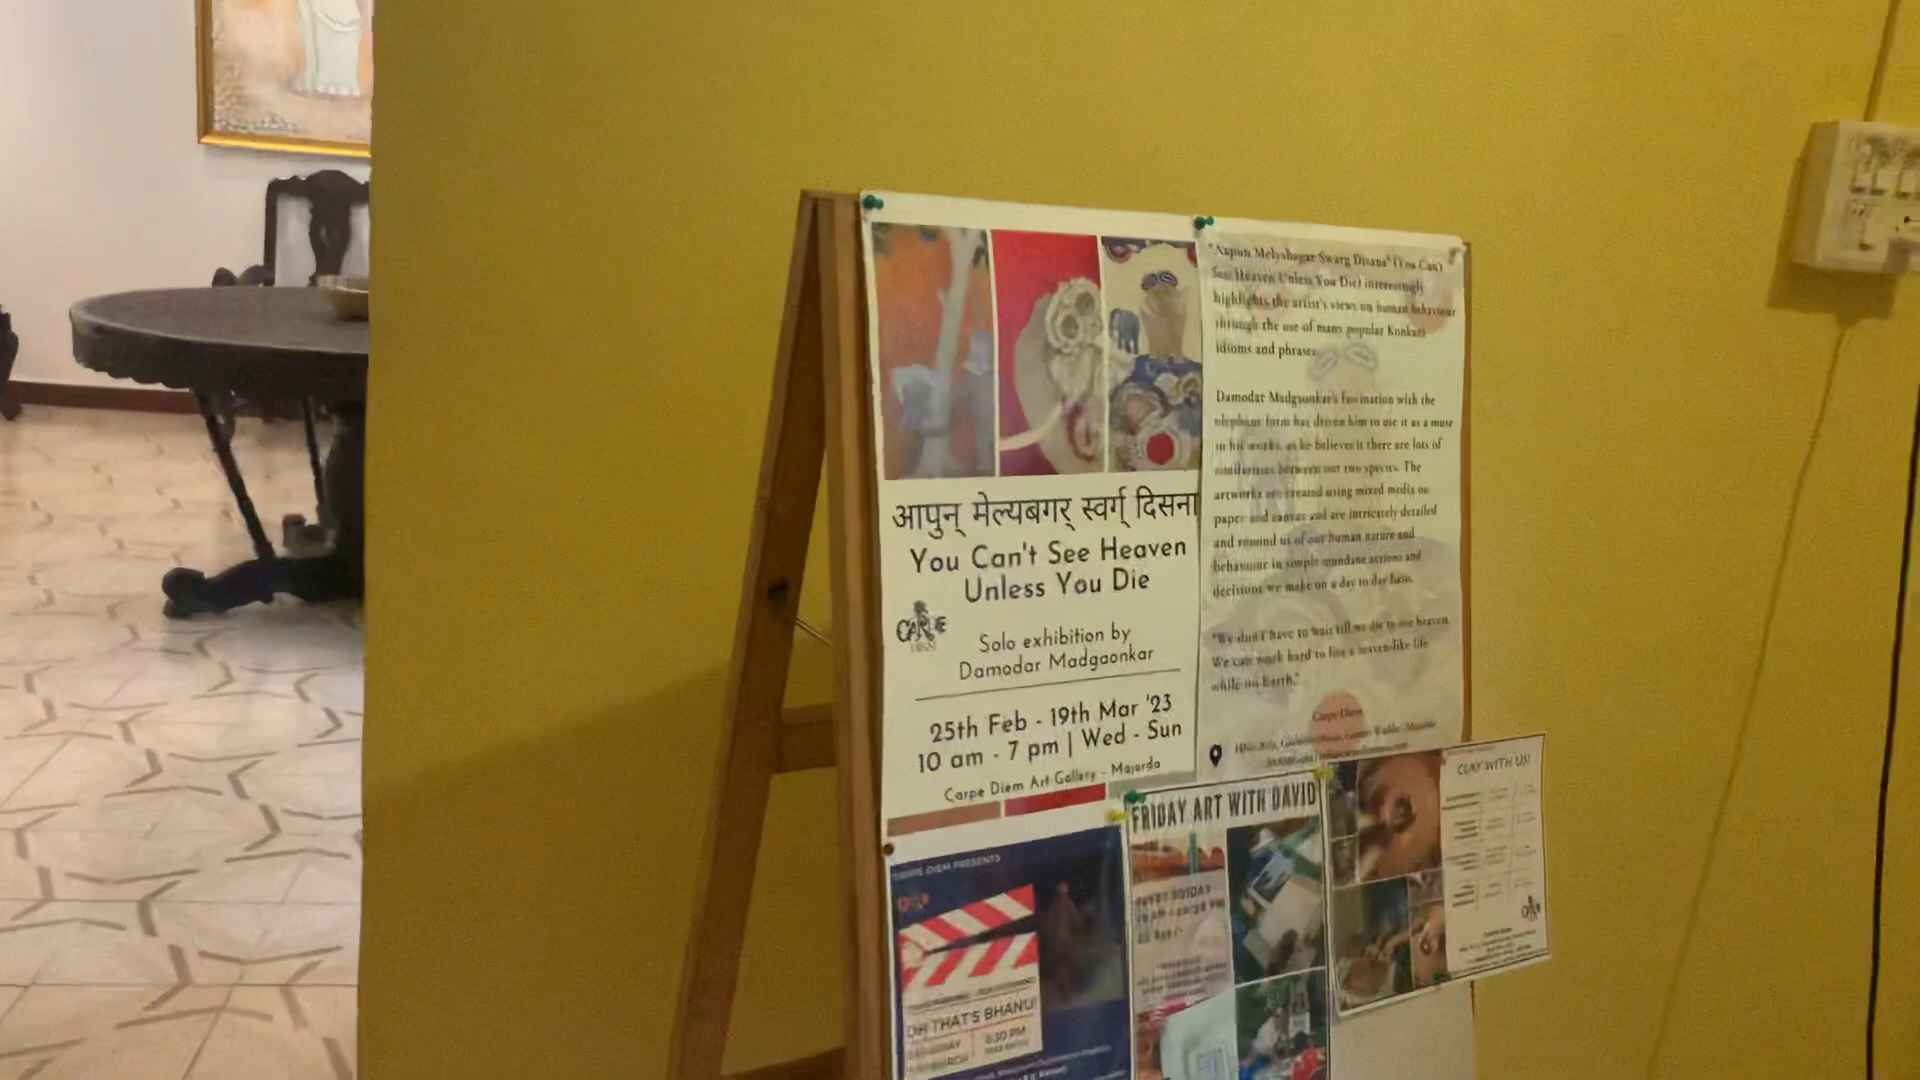 आपुन् मेल्यबगर् स्वर्ग् दिसना
You Can't See Heaven
Unless You Die
CARPE
DIEM
Solo exhibition by
Damodar Madgaonkar
25th Feb - 19th Mar '23
10 am - 7 pm | Wed - Sun
Carpe Diem Art Gallery - Majorda
"Aapun Melyabagar Swarg Disana" (You Can't
See Heaven Unless You Die) interestingly
highlights the artist's views on human behaviour
through the use of many popular Konkani
idioms and phrases.
Damodar Madgaonkar's fascination with the
elephant form has driven him to use it as a muse
in his works, as he believes it there are lots of
similarities between our two species. The
artworks are created using mixed media on
paper and canvas and are intricately detailed
and remind us of our human nature and
behaviour in simple mundane actions and
decisions we make on a day to day basis.
"We don't have to wait till we die to see heaven.
We can work hard to live a heaven-like life
while on Earth."
Carpe Diem
CARPE DIEM PRESENTS
OH THAT'S BHANU!
6:30 PM
FRIDAY ART WITH DAVID
EVERY FRIDAY
CLAY WITH US!